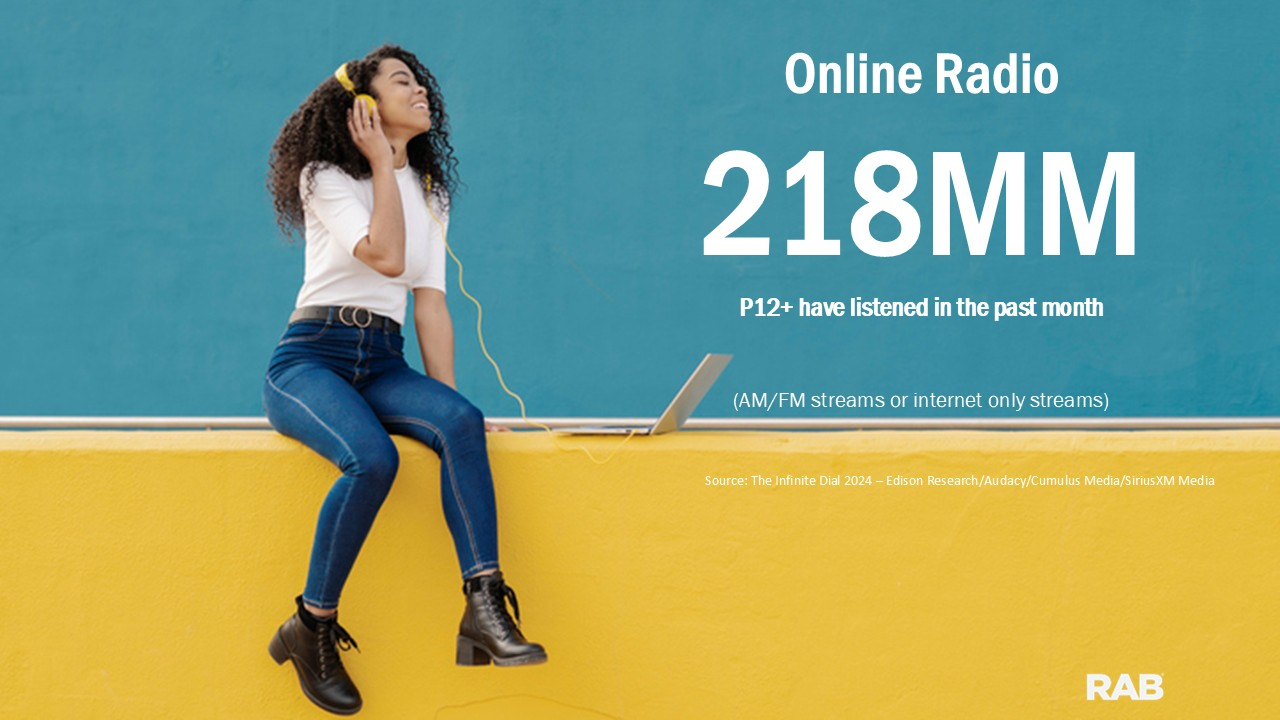 Online Radio
218MM
P12+ have listened in the past month
(AM/FM streams or internet only streams)
Source: The Infinite Dial 2024 – Edison Research/Audacy/Cumulus Media/SiriusXM Media
RAB